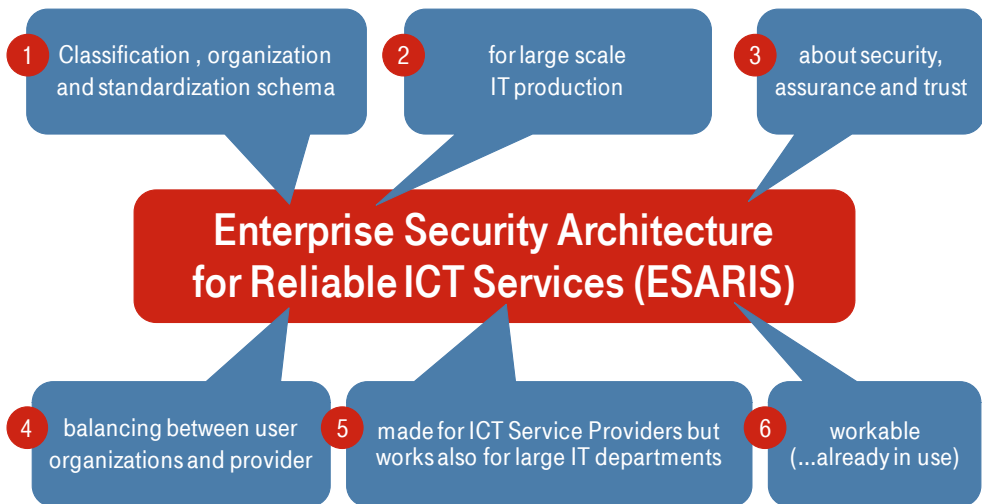 1
Classification , organization
and standardization schema
2
for large scale
IT production
3
about security,
assurance and trust
Enterprise Security Architecture
for Reliable ICT Services (ESARIS)
4
balancing between user
organizations and provider
5
made for ICT Service Providers but
works also for large IT departments
6
workable
(...already in use)